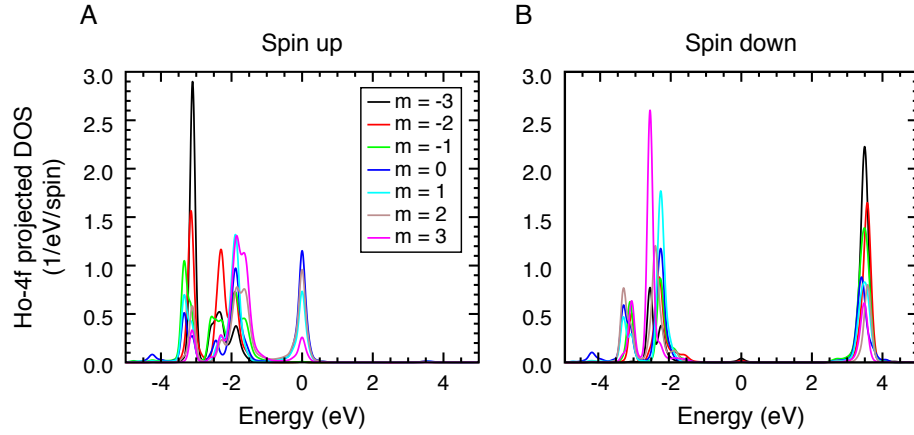 A
B
Spin up
Spin down
Ho-4f projected DOS
(1/eV/spin)
3.0
2.5
2.0
1.5
1.0
0.5
0.0
m = -3
m = -2
m = -1
m = 0
m = 1
m = 2
m = 3
-4 -2 0 2 4
Energy (eV)
3.0
2.5
2.0
1.5
1.0
0.5
0.0
-4 -2 0 2 4
Energy (eV)